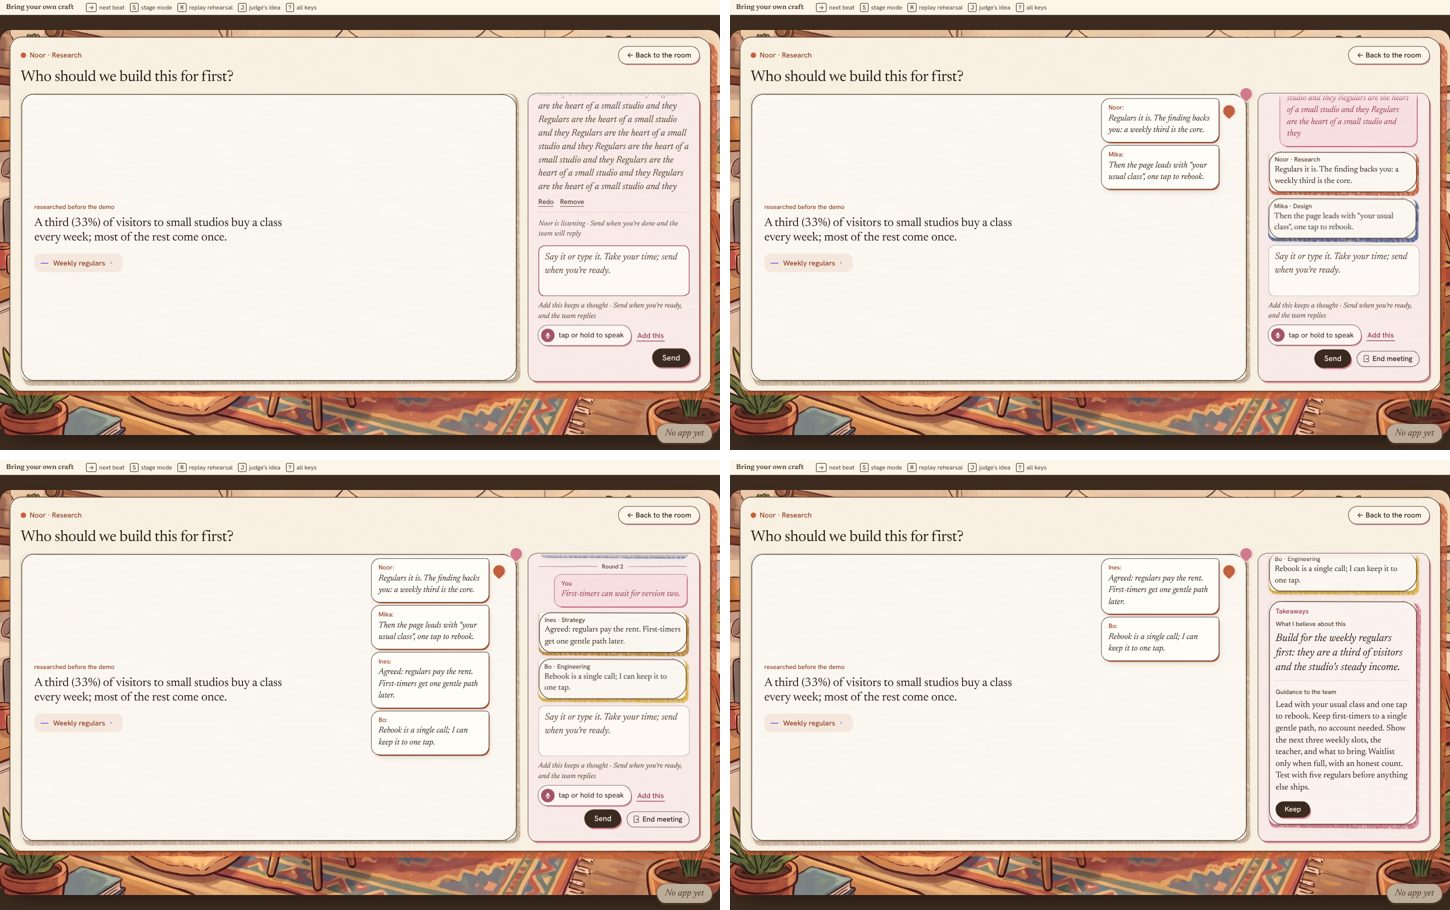 Bring your own craft → next beat S stage mode R replay rehearsal J judge's idea ? all keys
Noor · Research
← Back to the room
Who should we build this for first?
researched before the demo
A third (33%) of visitors to small studios buy a class
every week; most of the rest come once.
— Weekly regulars ·
are the heart of a small studio and they
Regulars are the heart of a small studio
and they Regulars are the heart of a small
studio and they Regulars are the heart of a
small studio and they Regulars are the
heart of a small studio and they Regulars
are the heart of a small studio and they
Redo Remove
Noor is listening · Send when you're done and the
team will reply
Say it or type it. Take your time; send
when you're ready.
Add this keeps a thought · Send when you're ready,
and the team replies
tap or hold to speak Add this
Send
No app yet
Bring your own craft → next beat S stage mode R replay rehearsal J judge's idea ? all keys
Noor · Research
← Back to the room
Who should we build this for first?
researched before the demo
A third (33%) of visitors to small studios buy a class
every week; most of the rest come once.
— Weekly regulars ·
Noor:
Regulars it is. The finding backs
you: a weekly third is the core.
Mika:
Then the page leads with "your
usual class", one tap to rebook.
studio and they Regulars are the heart
of a small studio and they Regulars
are the heart of a small studio and
they
Noor · Research
Regulars it is. The finding backs you: a
weekly third is the core.
Mika · Design
Then the page leads with "your usual
class", one tap to rebook.
Say it or type it. Take your time; send
when you're ready.
Add this keeps a thought · Send when you're ready,
and the team replies
tap or hold to speak Add this
Send End meeting
No app yet
Bring your own craft → next beat S stage mode R replay rehearsal J judge's idea ? all keys
Noor · Research
← Back to the room
Who should we build this for first?
researched before the demo
A third (33%) of visitors to small studios buy a class
every week; most of the rest come once.
— Weekly regulars ·
Noor:
Regulars it is. The finding backs
you: a weekly third is the core.
Mika:
Then the page leads with "your
usual class", one tap to rebook.
Ines:
Agreed: regulars pay the rent.
First-timers get one gentle path
later.
Bo:
Rebook is a single call; I can
keep it to one tap.
Round 2
You
First-timers can wait for version two.
Ines · Strategy
Agreed: regulars pay the rent. First-timers
get one gentle path later.
Bo · Engineering
Rebook is a single call; I can keep it to
one tap.
Say it or type it. Take your time; send
when you're ready.
Add this keeps a thought · Send when you're ready,
and the team replies
tap or hold to speak Add this
Send End meeting
No app yet
Bring your own craft → next beat S stage mode R replay rehearsal J judge's idea ? all keys
Noor · Research
← Back to the room
Who should we build this for first?
researched before the demo
A third (33%) of visitors to small studios buy a class
every week; most of the rest come once.
— Weekly regulars ·
Ines:
Agreed: regulars pay the rent.
First-timers get one gentle path
later.
Bo:
Rebook is a single call; I can
keep it to one tap.
Bo · Engineering
Rebook is a single call; I can keep it to
one tap.
Takeaways
What I believe about this
Build for the weekly regulars
first: they are a third of visitors
and the studio's steady income.
Guidance to the team
Lead with your usual class and one tap
to rebook. Keep first-timers to a single
gentle path, no account needed. Show
the next three weekly slots, the
teacher, and what to bring. Waitlist
only when full, with an honest count.
Test with five regulars before anything
else ships.
Keep
No app yet